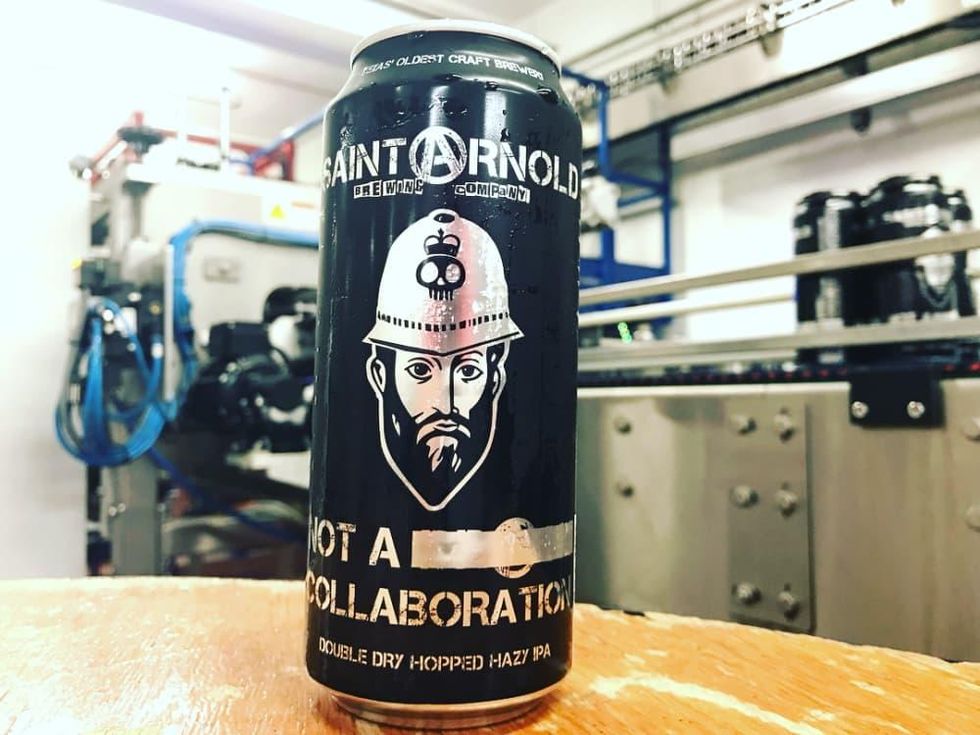 TEXAS' OLDEST CRAFT BREWERY
SAINT ARNOLD
BREWING COMPANY
NOT A
COLLABORATION
DOUBLE DRY HOPPED HAZY IPA